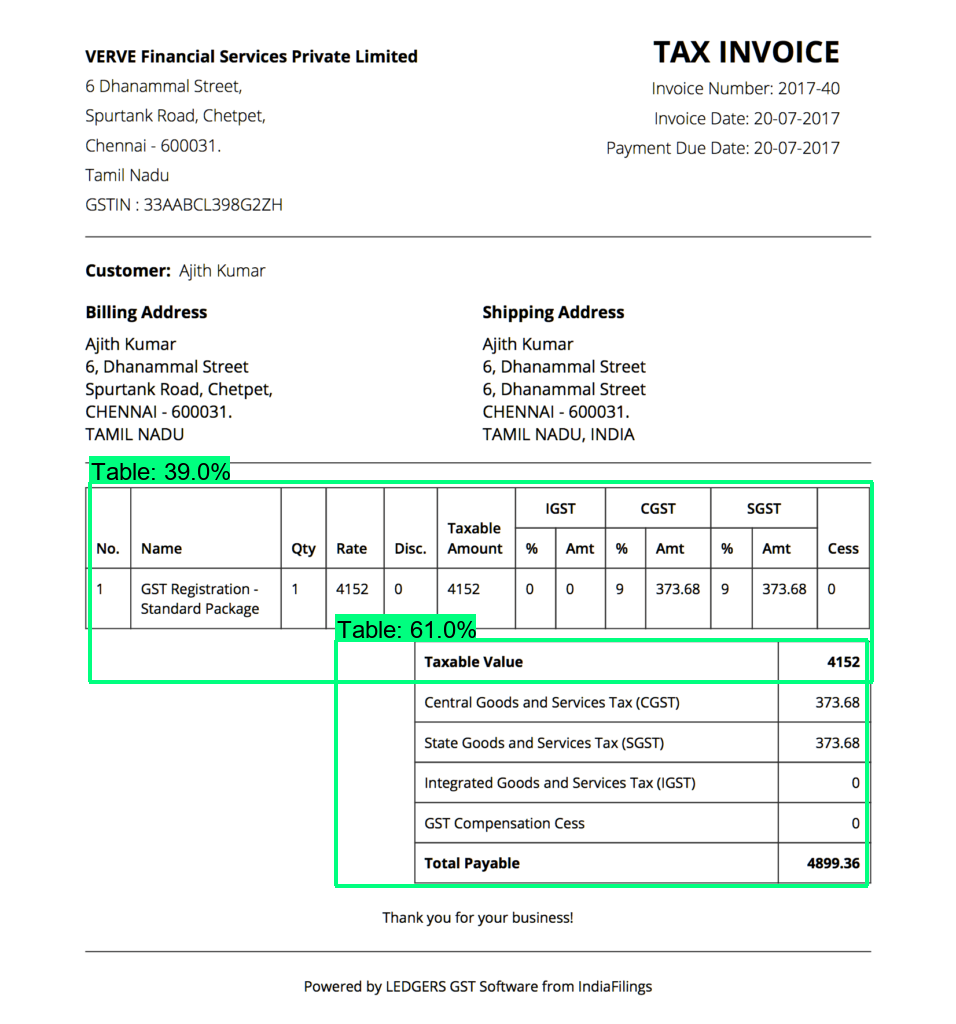 VERVE Financial Services Private Limited
6 Dhanammal Street,
Spurtank Road, Chetpet,
Chennai - 600031.
Tamil Nadu
GSTIN : 33AABCL398G2ZH
TAX INVOICE
Invoice Number: 2017-40
Invoice Date: 20-07-2017
Payment Due Date: 20-07-2017
Customer: Ajith Kumar
Billing Address
Ajith Kumar
6, Dhanammal Street
Spurtank Road, Chetpet,
CHENNAI - 600031.
TAMIL NADU
Shipping Address
Ajith Kumar
6, Dhanammal Street
6, Dhanammal Street
CHENNAI - 600031.
TAMIL NADU, INDIA
Table: 39.0%
IGST CGST SGST
No. Name Qty Rate Disc. Taxable Amount % Amt % Amt % Amt Cess
1 GST Registration - 1 4152 0 4152 0 0 9 373.68 9 373.68 0
Standard Package
Table: 61.0%
Taxable Value 4152
Central Goods and Services Tax (CGST) 373.68
State Goods and Services Tax (SGST) 373.68
Integrated Goods and Services Tax (IGST) 0
GST Compensation Cess 0
Total Payable 4899.36
Thank you for your business!
Powered by LEDGERS GST Software from IndiaFilings